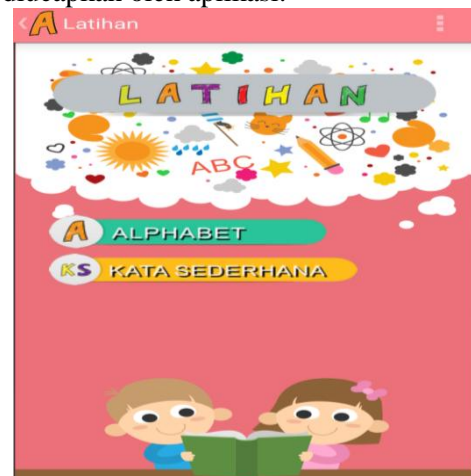 A Latihan
LATIHAN
ABC
A ALPHABET
KS KATA SEDERHANA